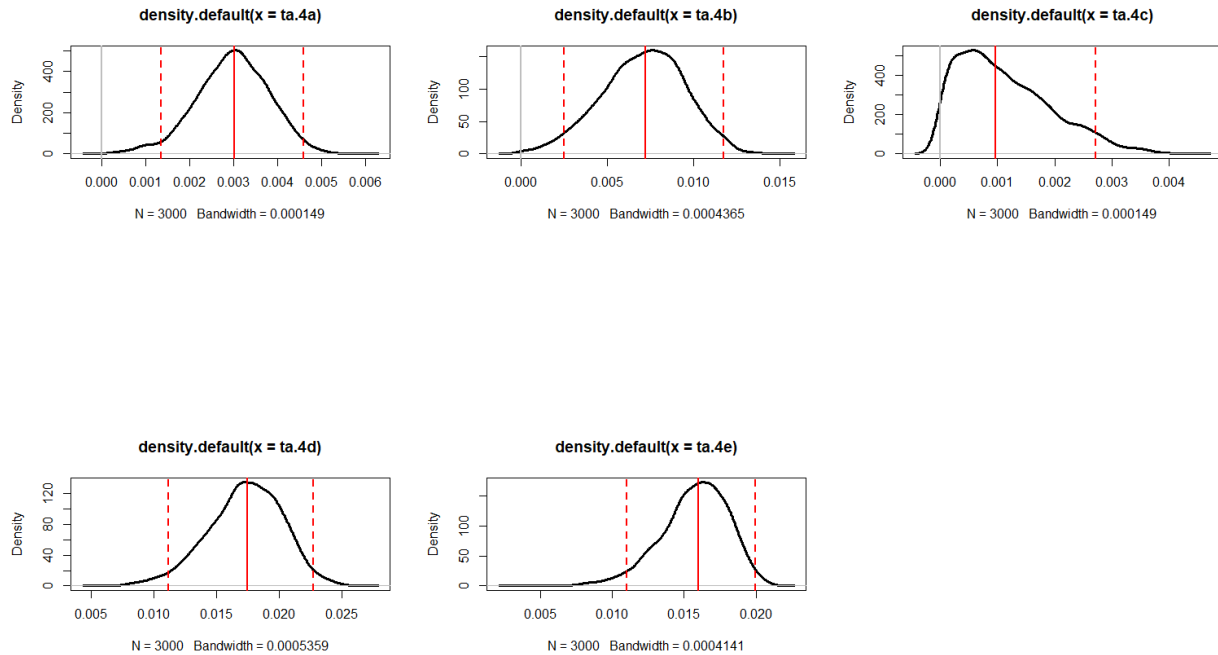 density.default(x = ta.4a)
Density
0 200 400
0.000 0.001 0.002 0.003 0.004 0.005 0.006
N = 3000 Bandwidth = 0.000149
density.default(x = ta.4b)
Density
0 50 100
0.000 0.005 0.010 0.015
N = 3000 Bandwidth = 0.0004365
density.default(x = ta.4c)
Density
0 200 400
0.000 0.001 0.002 0.003 0.004
N = 3000 Bandwidth = 0.000149
density.default(x = ta.4d)
Density
0 40 80 120
0.005 0.010 0.015 0.020 0.025
N = 3000 Bandwidth = 0.0005359
density.default(x = ta.4e)
Density
0 50 100
0.005 0.010 0.015 0.020
N = 3000 Bandwidth = 0.0004141